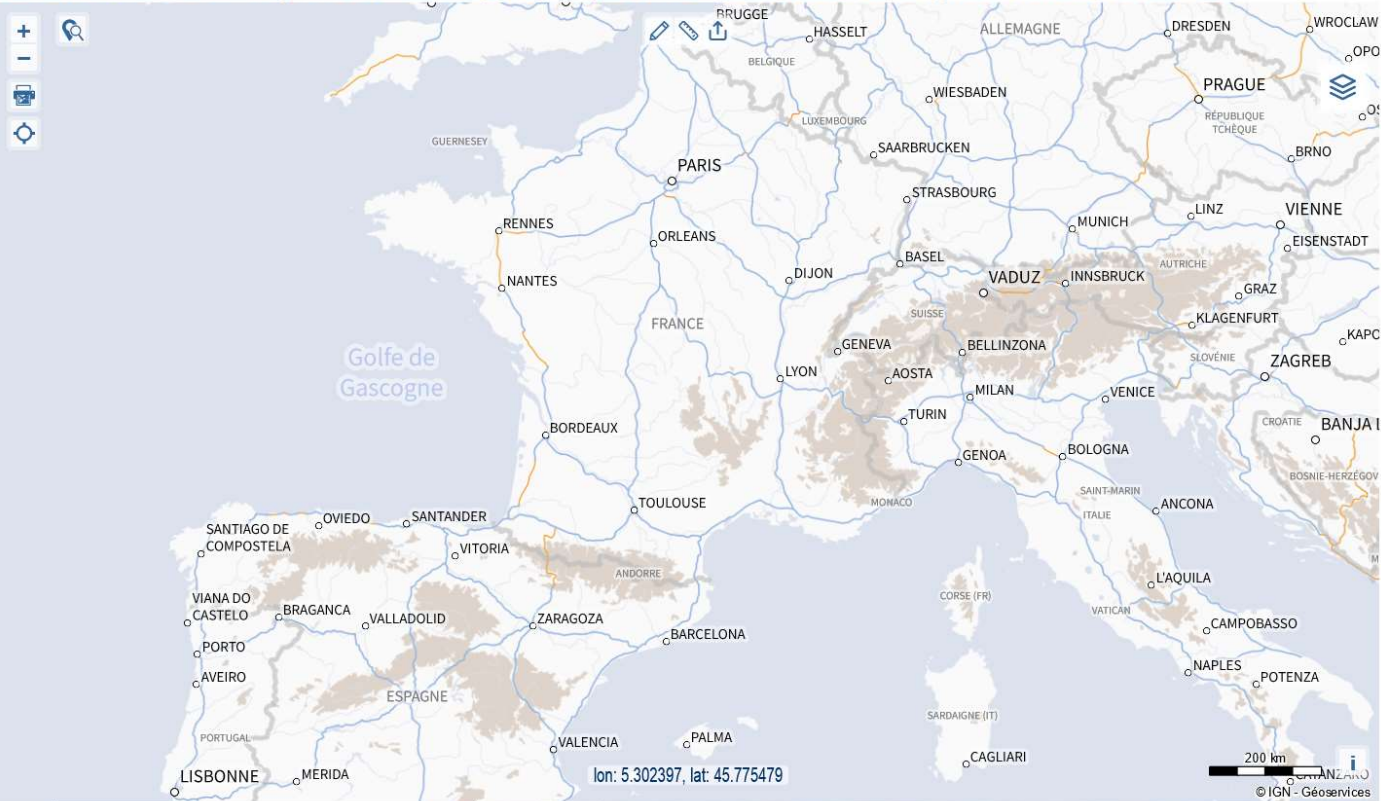 +
−
BRUGGE
HASSELT
ALLEMAGNE
DRESDEN
WROCLAW
OPO
BELGIQUE
WIESBADEN
PRAGUE
LUXEMBOURG
RÉPUBLIQUE
TCHÈQUE
GUERNESEY
SAARBRUCKEN
BRNO
PARIS
STRASBOURG
LINZ
VIENNE
RENNES
ORLEANS
MUNICH
EISENSTADT
BASEL
AUTRICHE
DIJON
VADUZ
INNSBRUCK
NANTES
GRAZ
SUISSE
KLAGENFURT
FRANCE
GENEVA
BELLINZONA
KAPO
Golfe de
Gascogne
SLOVÉNIE
ZAGREB
LYON
AOSTA
MILAN
VENICE
TURIN
CROATIE
BANJA L
BORDEAUX
GENOA
BOLOGNA
BOSNIE-HERZÉGOV
SAINT-MARIN
MONACO
TOULOUSE
ANCONA
ITALIE
OVIEDO
SANTANDER
SANTIAGO DE
COMPOSTELA
VITORIA
ANDORRE
L'AQUILA
CORSE (FR)
VIANA DO
CASTELO
BRAGANCA
VALLADOLID
ZARAGOZA
VATICAN
CAMPOBASSO
BARCELONA
PORTO
AVEIRO
NAPLES
POTENZA
ESPAGNE
SARDAIGNE (IT)
PORTUGAL
VALENCIA
PALMA
CAGLIARI
200 km
i
LISBONNE
MERIDA
lon: 5.302397, lat: 45.775479
CATANZARO
© IGN - Géoservices